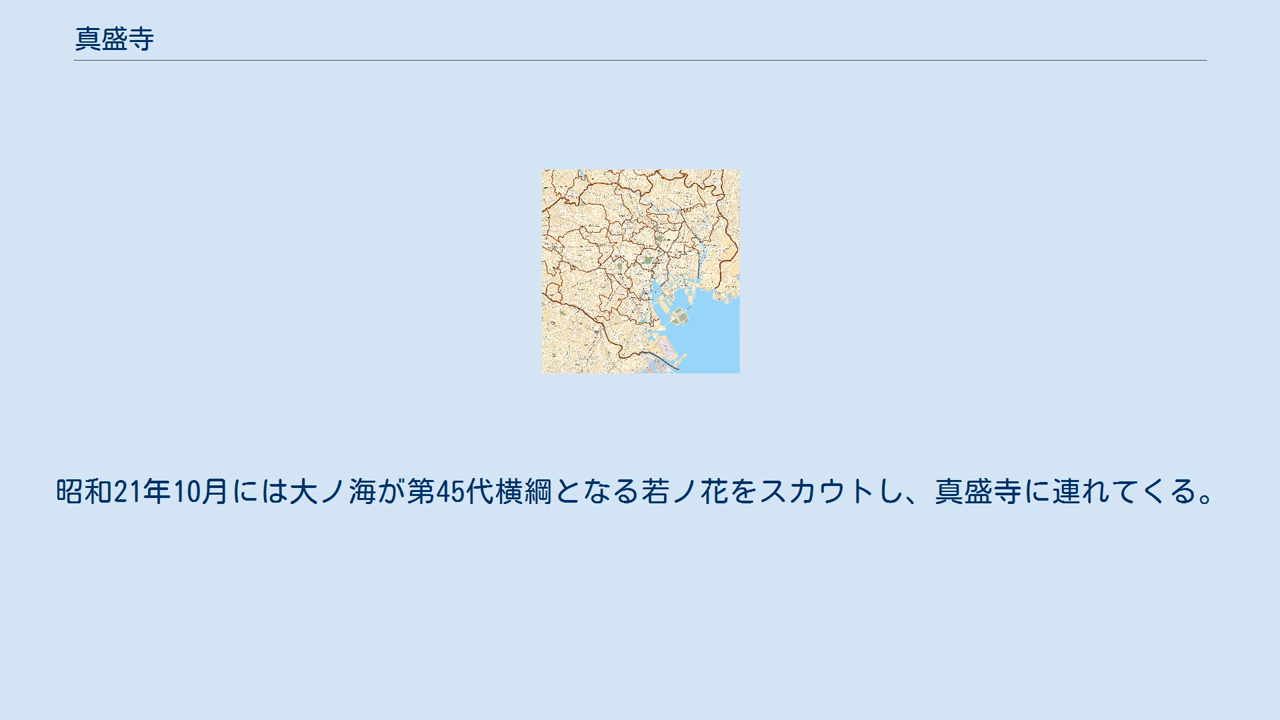 真盛寺
昭和21年10月には大ノ海が第45代横綱となる若ノ花をスカウトし、真盛寺に連れてくる。